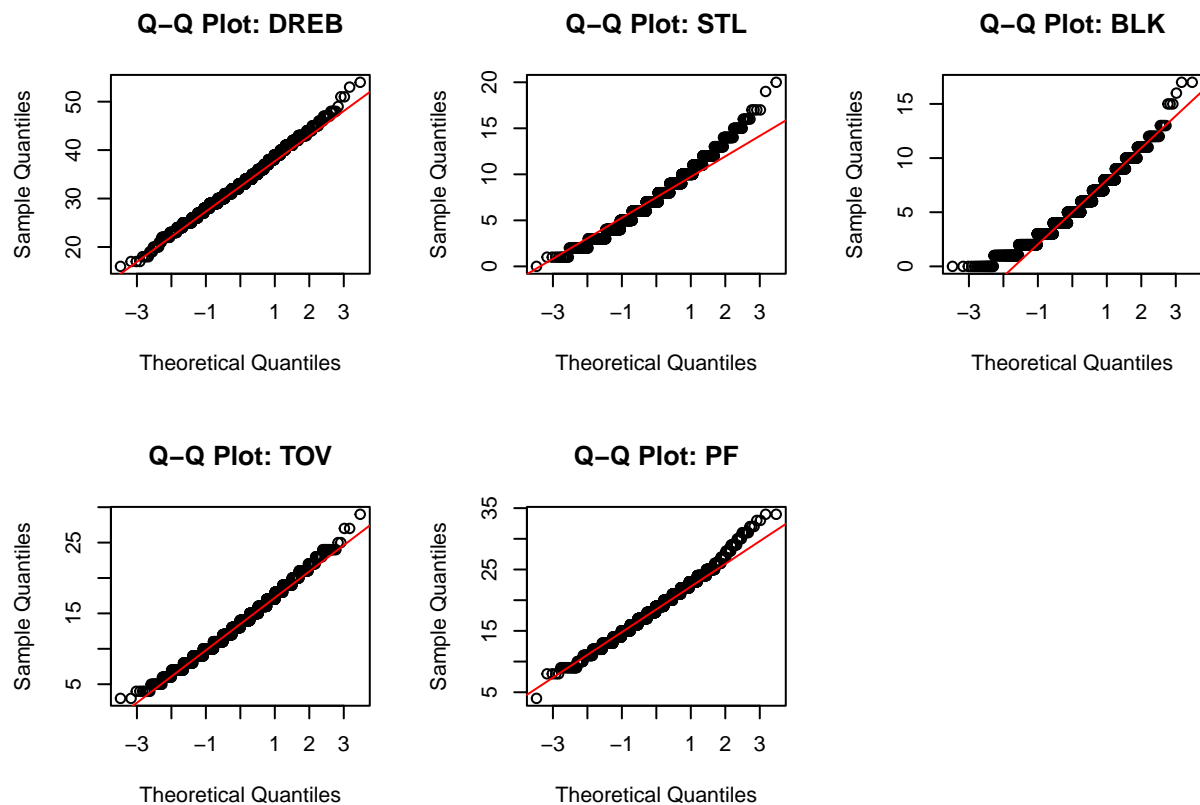 Q−Q Plot: DREB
Sample Quantiles
20 30 40 50
−3 −1 1 2 3
Theoretical Quantiles
Q−Q Plot: STL
Sample Quantiles
0 5 10 15 20
−3 −1 1 2 3
Theoretical Quantiles
Q−Q Plot: BLK
Sample Quantiles
0 5 10 15
−3 −1 1 2 3
Theoretical Quantiles
Q−Q Plot: TOV
Sample Quantiles
5 15 25
−3 −1 1 2 3
Theoretical Quantiles
Q−Q Plot: PF
Sample Quantiles
5 15 25 35
−3 −1 1 2 3
Theoretical Quantiles